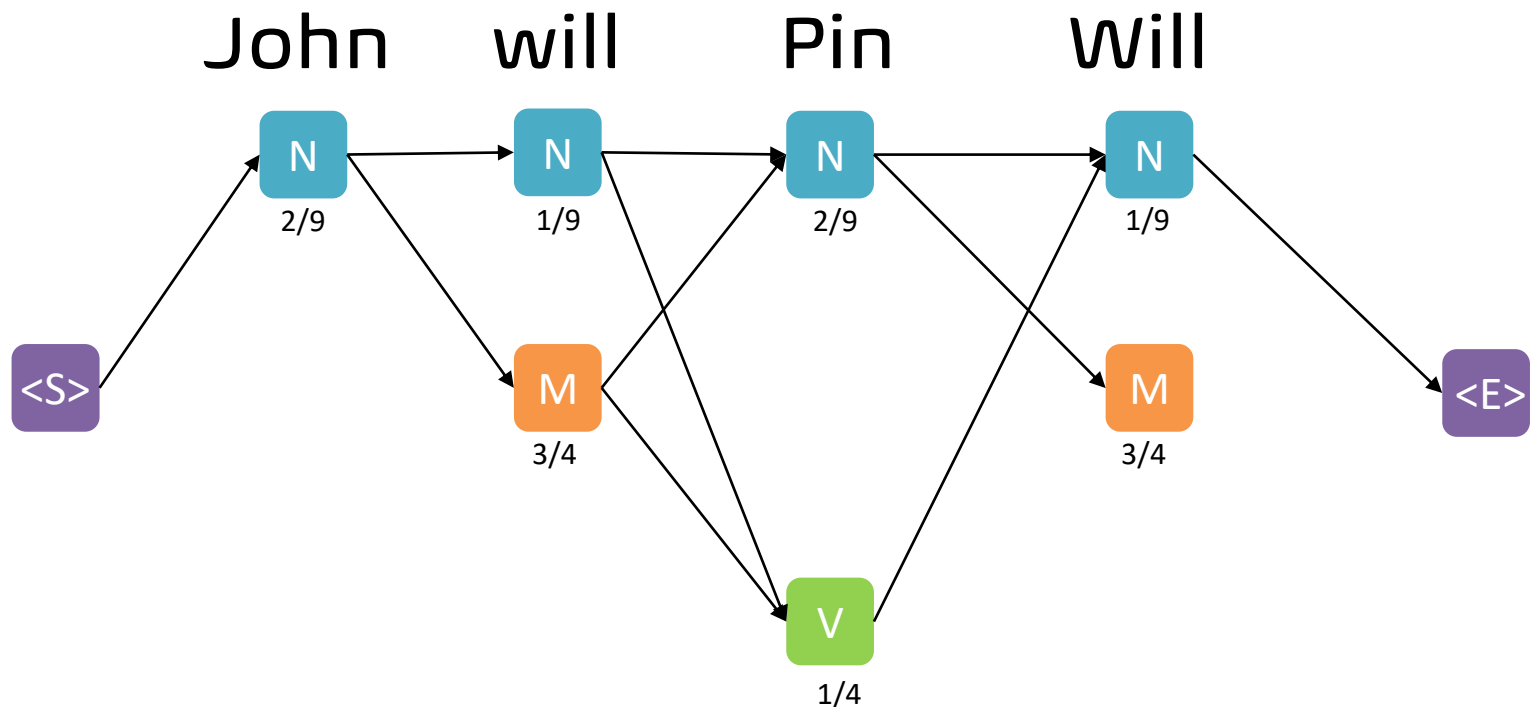 John will Pin Will
N N N N
2/9 1/9 2/9 1/9
<S> M M <E>
3/4 3/4
V
1/4